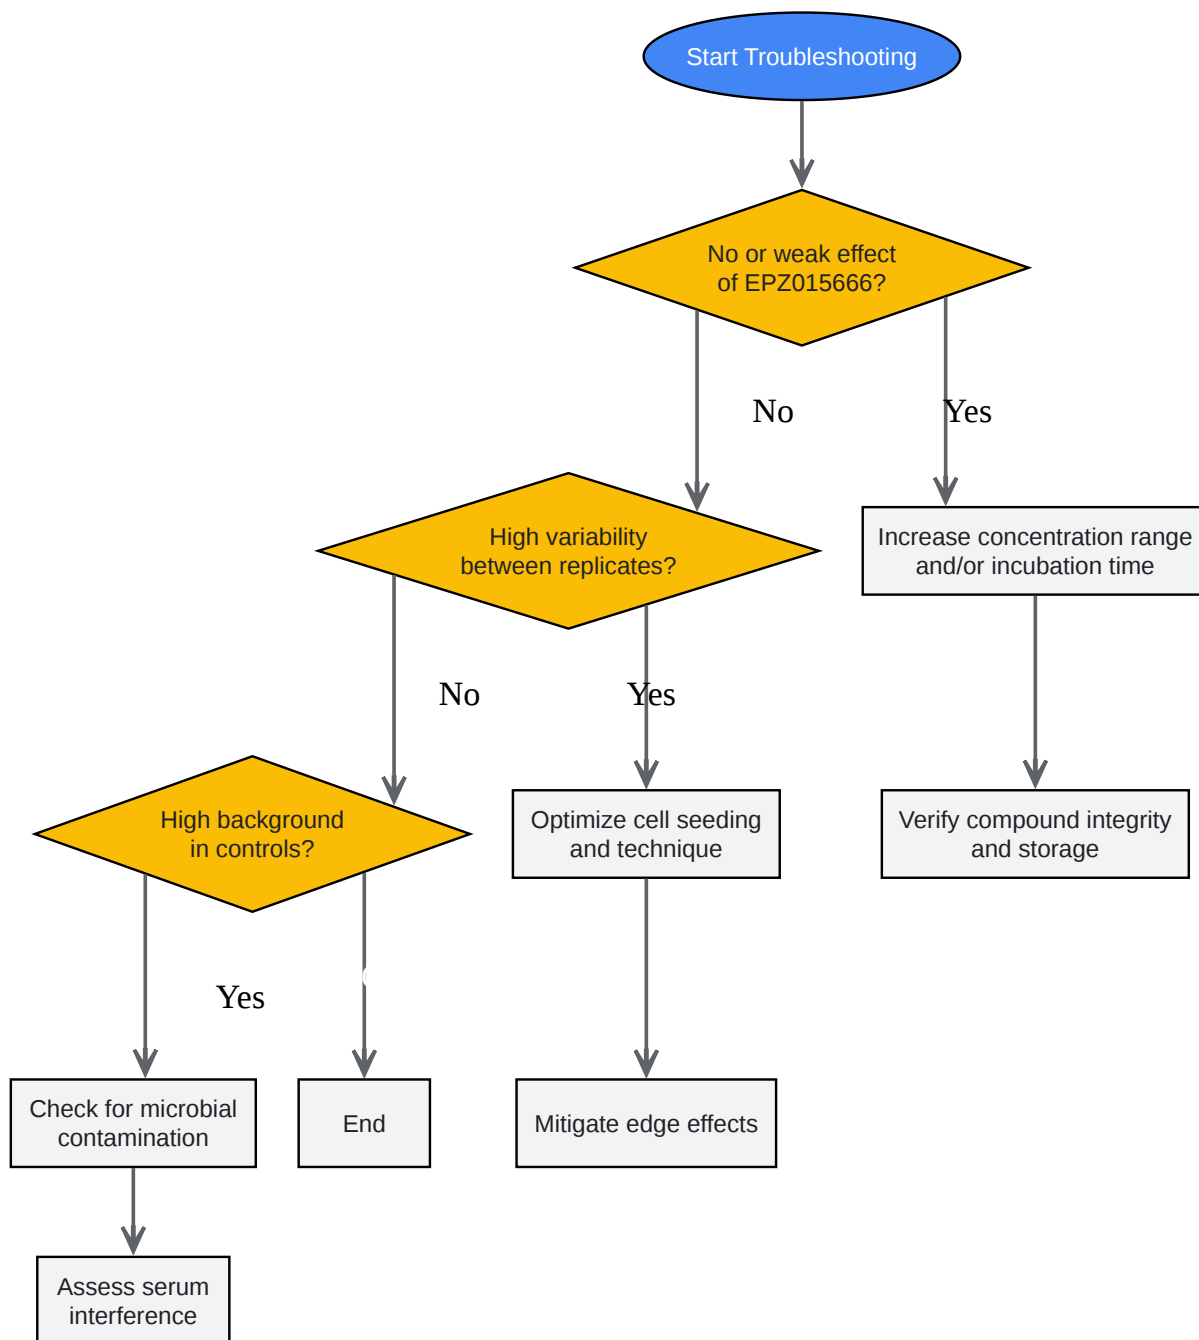 Start Troubleshooting
No or weak effect
of EPZ015666?
No
Yes
High variability
between replicates?
Increase concentration range
and/or incubation time
No
Yes
High background
in controls?
Optimize cell seeding
and technique
Verify compound integrity
and storage
Yes
Check for microbial
contamination
End
Mitigate edge effects
Assess serum
interference